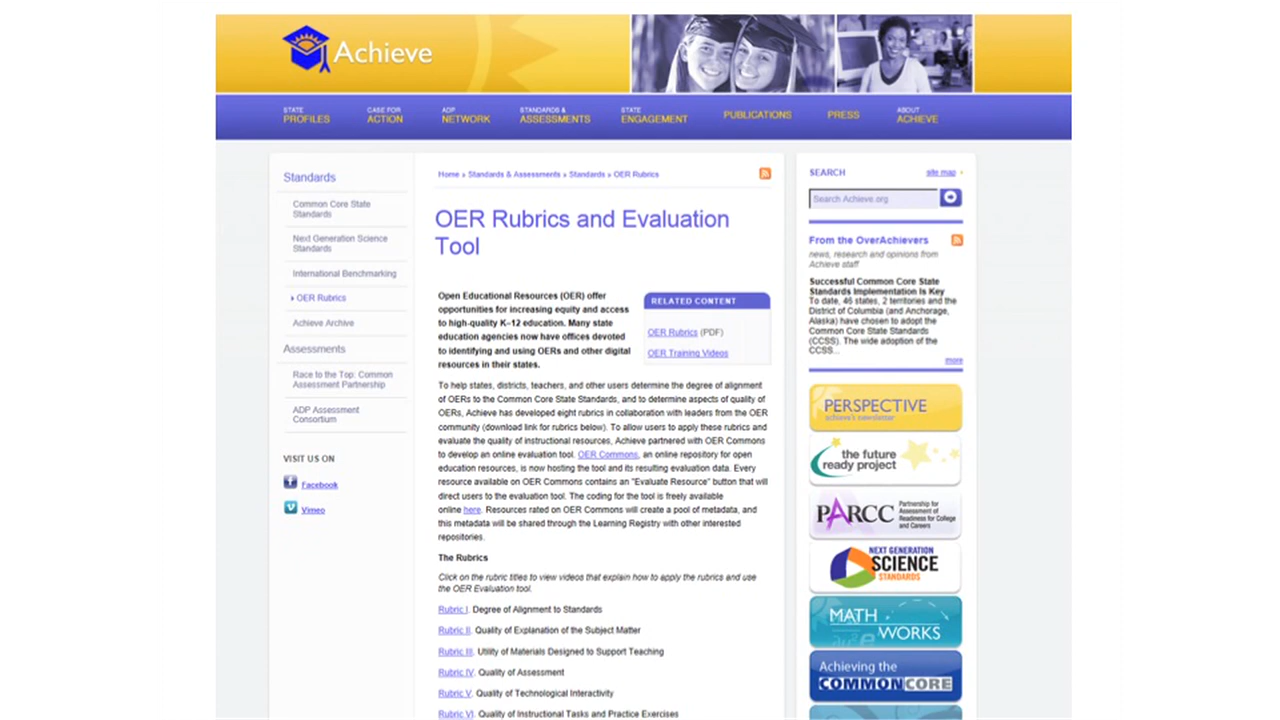 Achieve
STATE
PROFILES
CASE FOR
ACTION
ADP
NETWORK
STANDARDS &
ASSESSMENTS
STATE
ENGAGEMENT
PUBLICATIONS
PRESS
ABOUT
ACHIEVE
Standards
Common Core State
Standards
Next Generation Science
Standards
International Benchmarking
OER Rubrics
Achieve Archive
Assessments
Race to the Top: Common
Assessment Partnership
ADP Assessment
Consortium
VISIT US ON
Facebook
Vimeo
Home › Standards & Assessments › Standards › OER Rubrics
OER Rubrics and Evaluation
Tool
Open Educational Resources (OER) offer
opportunities for increasing equity and access
to high-quality K–12 education. Many state
education agencies now have offices devoted
to identifying and using OERs and other digital
resources in their states.
RELATED CONTENT
OER Rubrics (PDF)
OER Training Videos
To help states, districts, teachers, and other users determine the degree of alignment
of OERs to the Common Core State Standards, and to determine aspects of quality of
OERs, Achieve has developed eight rubrics in collaboration with leaders from the OER
community (download link for rubrics below). To allow users to apply these rubrics and
evaluate the quality of instructional resources, Achieve partnered with OER Commons
to develop an online evaluation tool. OER Commons, an online repository for open
education resources, is now hosting the tool and its resulting evaluation data. Every
resource available on OER Commons contains an "Evaluate Resource" button that will
direct users to the evaluation tool. The coding for the tool is freely available
online here. Resources rated on OER Commons will create a pool of metadata, and
this metadata will be shared through the Learning Registry with other interested
repositories.
The Rubrics
Click on the rubric titles to view videos that explain how to apply the rubrics and use
the OER Evaluation tool.
Rubric I. Degree of Alignment to Standards
Rubric II. Quality of Explanation of the Subject Matter
Rubric III. Utility of Materials Designed to Support Teaching
Rubric IV. Quality of Assessment
Rubric V. Quality of Technological Interactivity
Rubric VI. Quality of Instructional Tasks and Practice Exercises
SEARCH
site map ›
Search Achieve.org
From the OverAchievers
news, research and opinions from
Achieve staff
Successful Common Core State
Standards Implementation Is Key
To date, 46 states, 2 territories and the
District of Columbia (and Anchorage,
Alaska) have chosen to adopt the
Common Core State Standards
(CCSS). The wide adoption of the
CCSS...
more
PERSPECTIVE
achieve's newsletter
the future
ready project
PARCC
Partnership for
Assessment of
Readiness for College
and Careers
NEXT GENERATION
SCIENCE
STANDARDS
MATH
WORKS
Achieving the
COMMON CORE